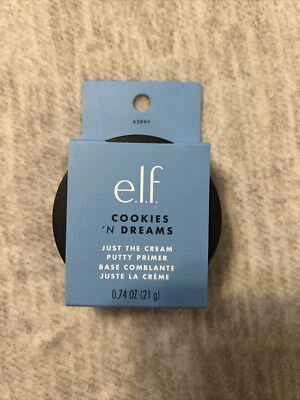 e.l.f.
COOKIES
'N DREAMS
JUST THE CREAM
PUTTY PRIMER
BASE COMBLANTE
JUSTE LA CRÈME
0.74 OZ (21 g)